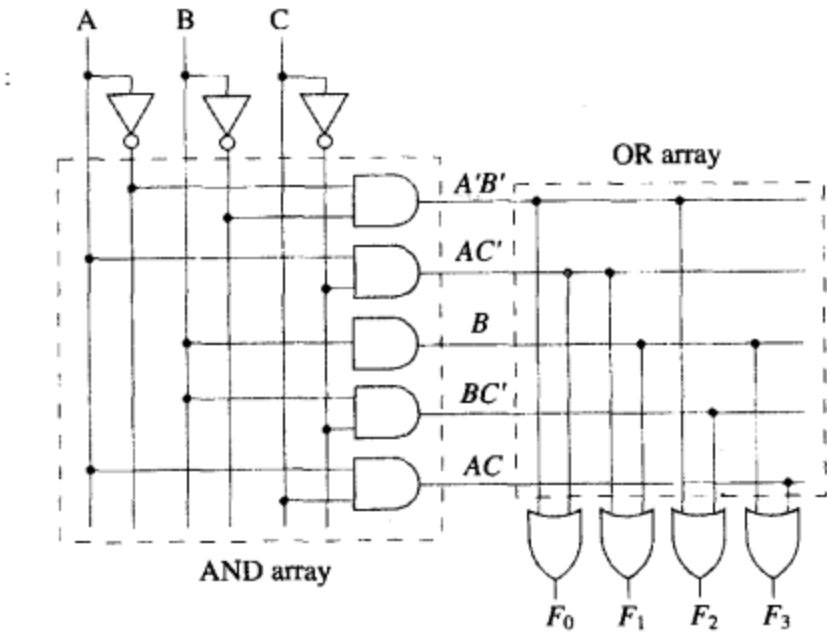 A B C
OR array
A'B'
AC'
B
BC'
AC
AND array
F₀ F₁ F₂ F₃